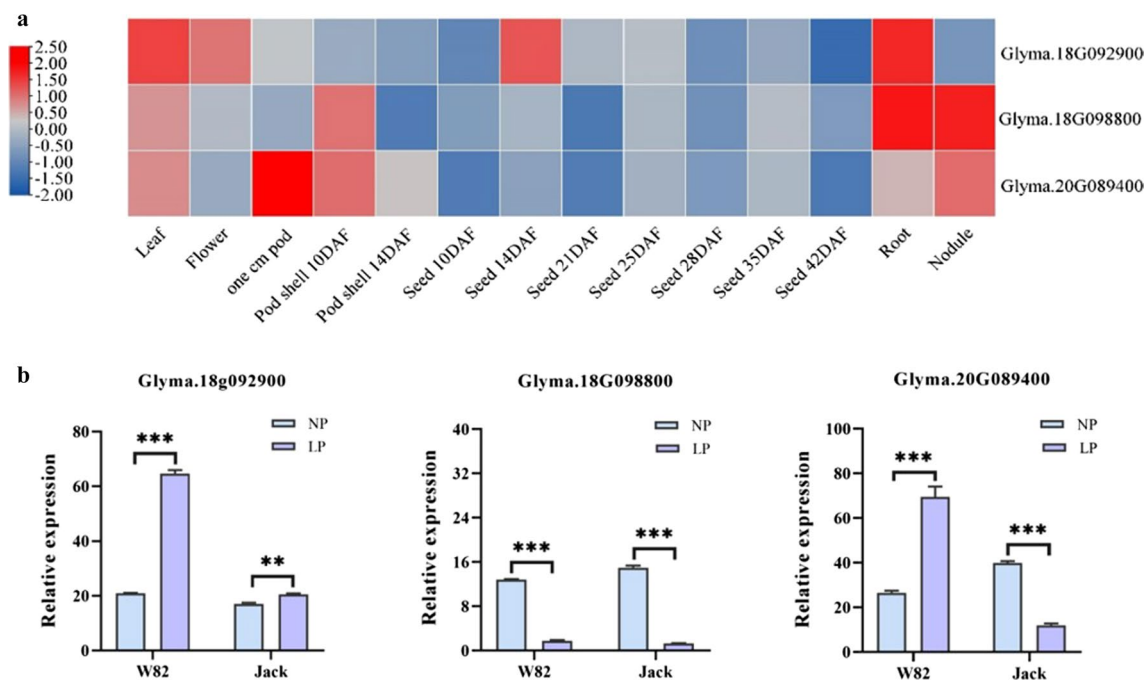 a
2.50
2.00
1.50
1.00
0.50
0.00
-0.50
-1.00
-1.50
-2.00
Glyma.18G092900
Glyma.18G098800
Glyma.20G089400
Leaf
Flower
one cm pod
Pod shell 10DAF
Pod shell 14DAF
Seed 10DAF
Seed 14DAF
Seed 21DAF
Seed 25DAF
Seed 28DAF
Seed 35DAF
Seed 42DAF
Root
Nodule
b
Glyma.18g092900
NP
LP
Relative expression
80
60
40
20
0
***
**
W82 Jack
Glyma.18G098800
NP
LP
Relative expression
40
32
24
16
8
0
***
***
W82 Jack
Glyma.20G089400
NP
LP
Relative expression
100
80
60
40
20
0
***
***
W82 Jack